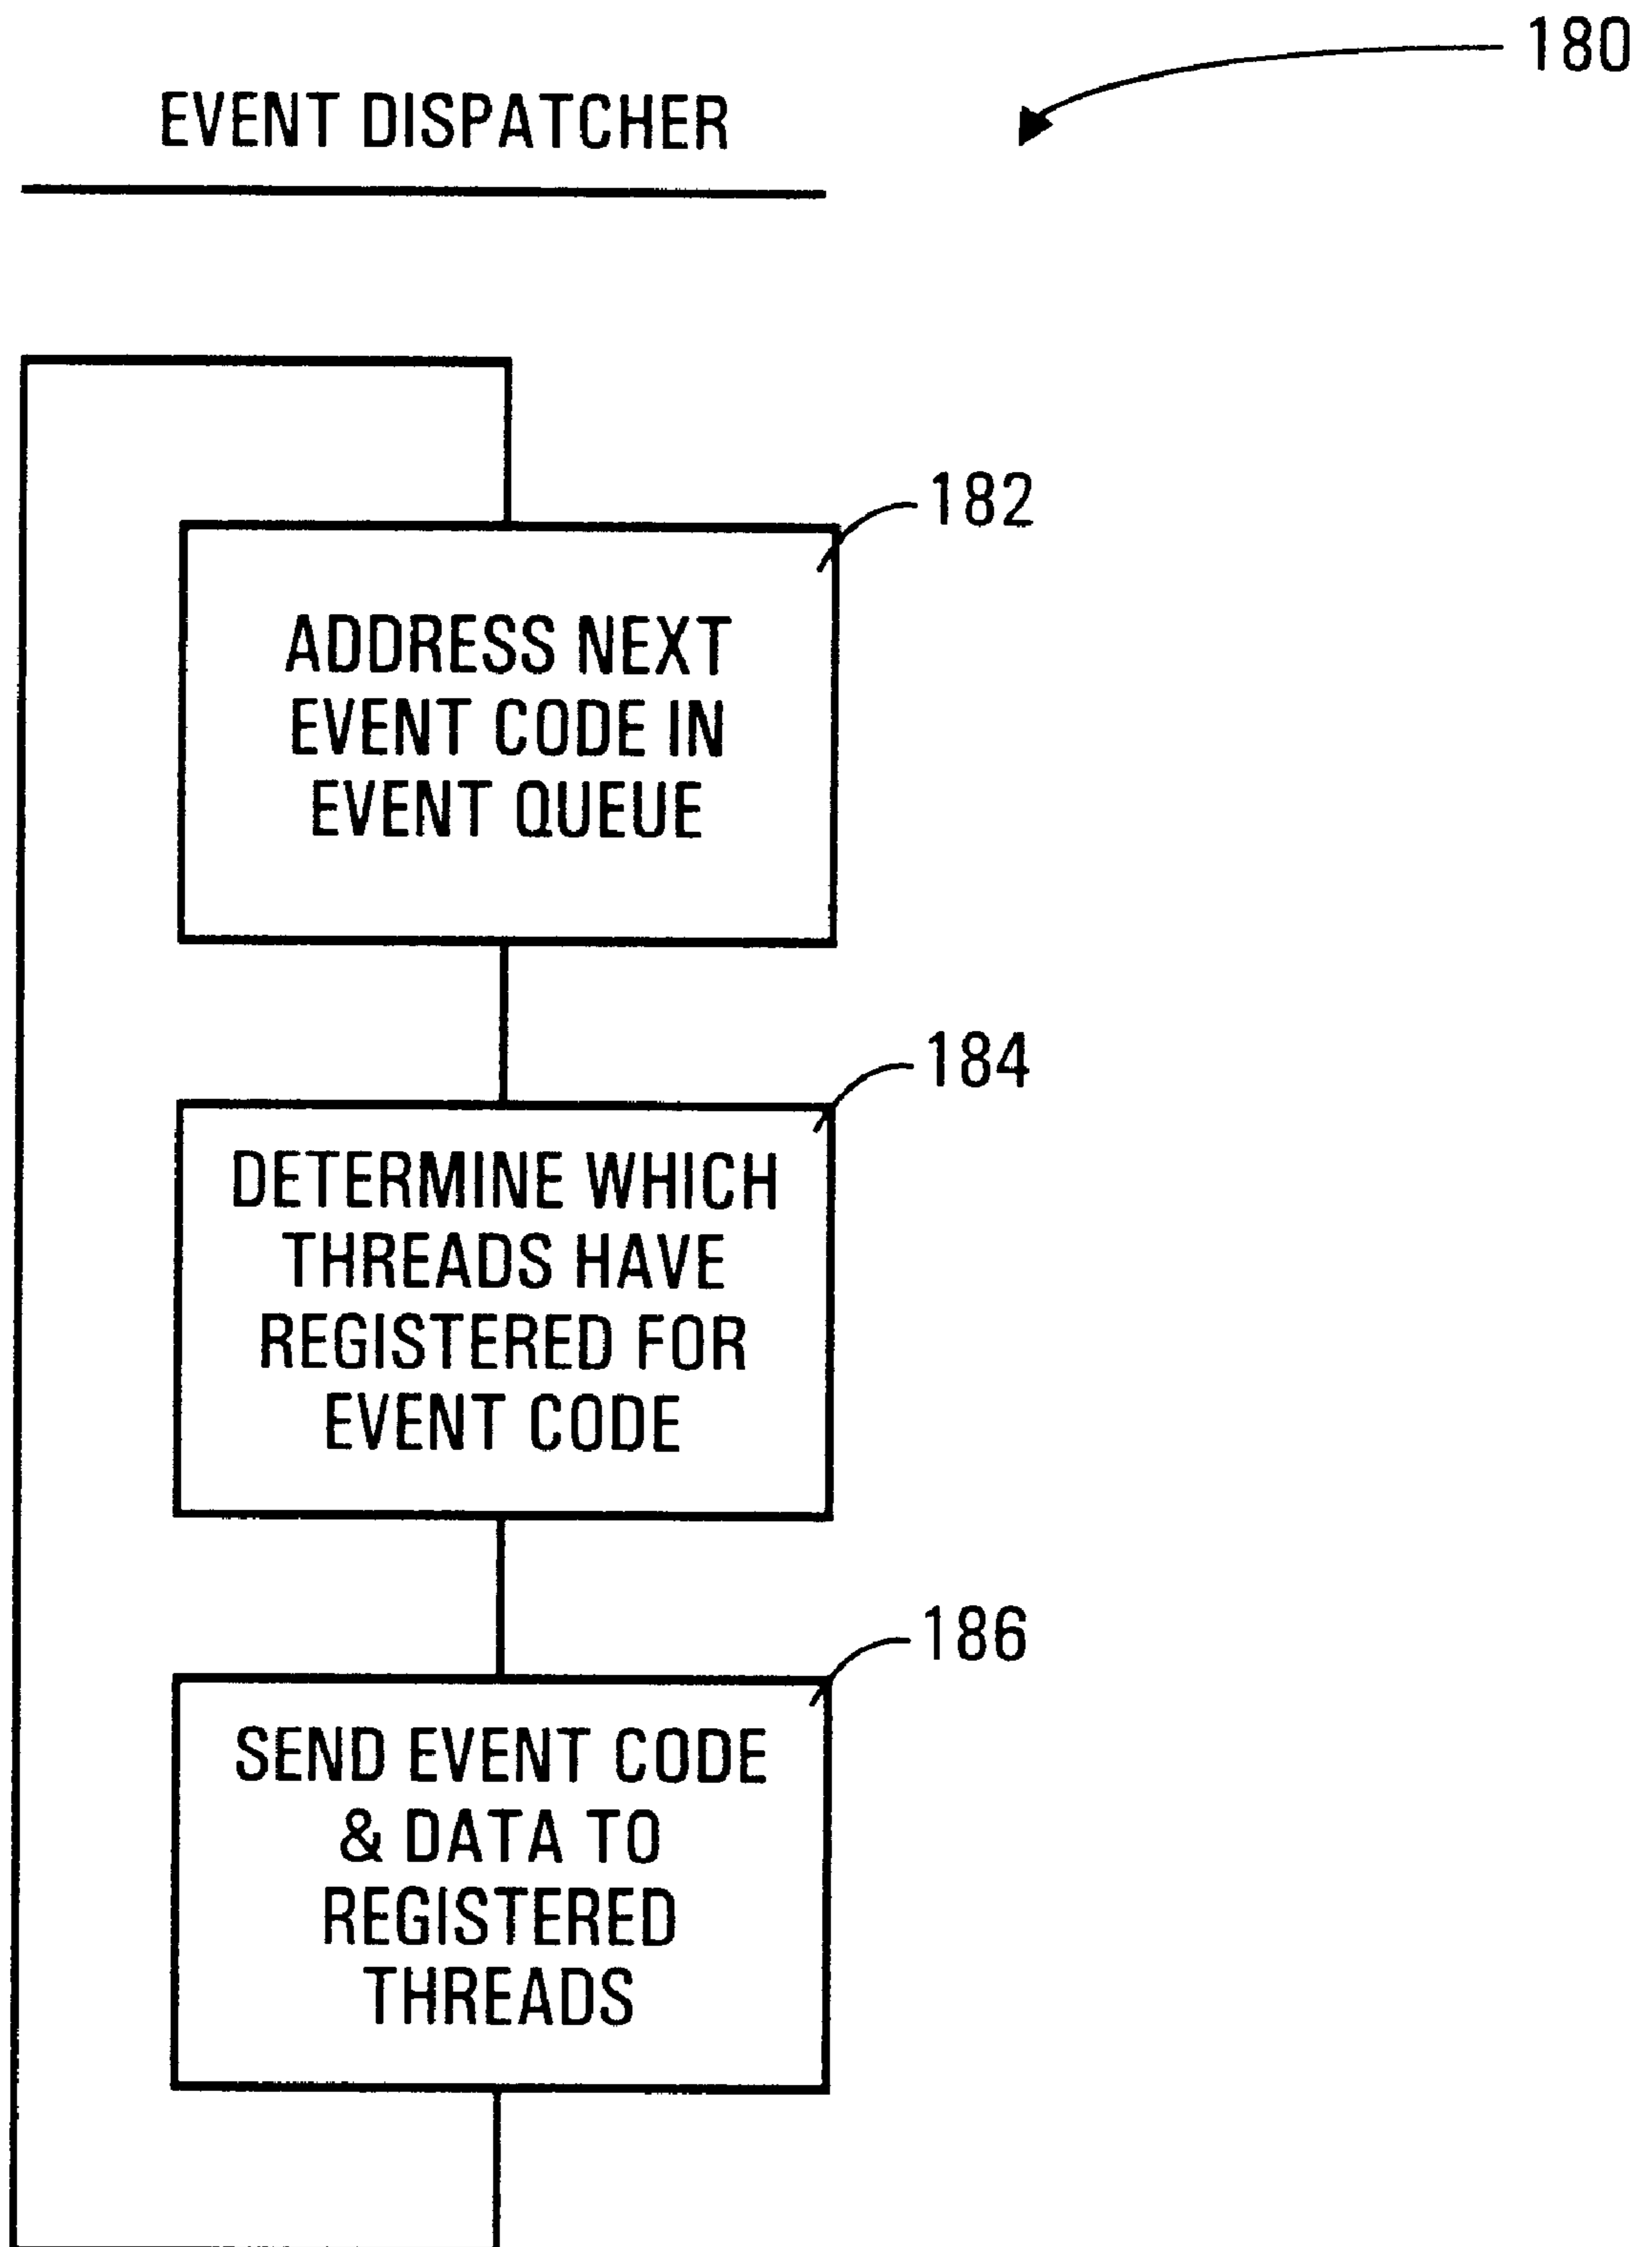 180
EVENT DISPATCHER
182
ADDRESS NEXT
EVENT CODE IN
EVENT QUEUE
184
DETERMINE WHICH
THREADS HAVE
REGISTERED FOR
EVENT CODE
186
SEND EVENT CODE
& DATA TO
REGISTERED
THREADS